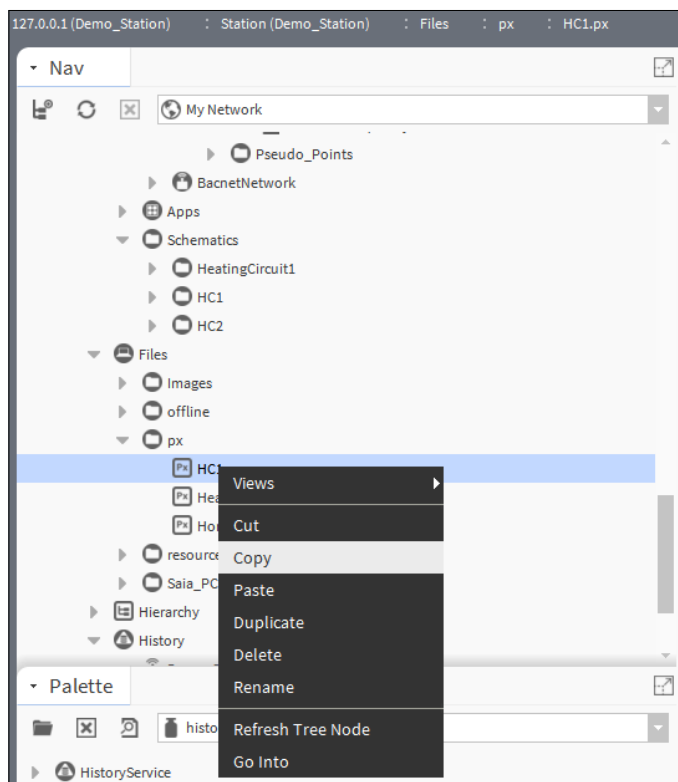 127.0.0.1 (Demo_Station) : Station (Demo_Station) : Files : px : HC1.px
Nav
My Network
Pseudo_Points
BacnetNetwork
Apps
Schematics
HeatingCircuit1
HC1
HC2
Files
Images
offline
px
HC1
Views
Cut
Copy
Paste
Duplicate
Delete
Rename
Refresh Tree Node
Go Into
Hierarchy
History
Palette
HistoryService